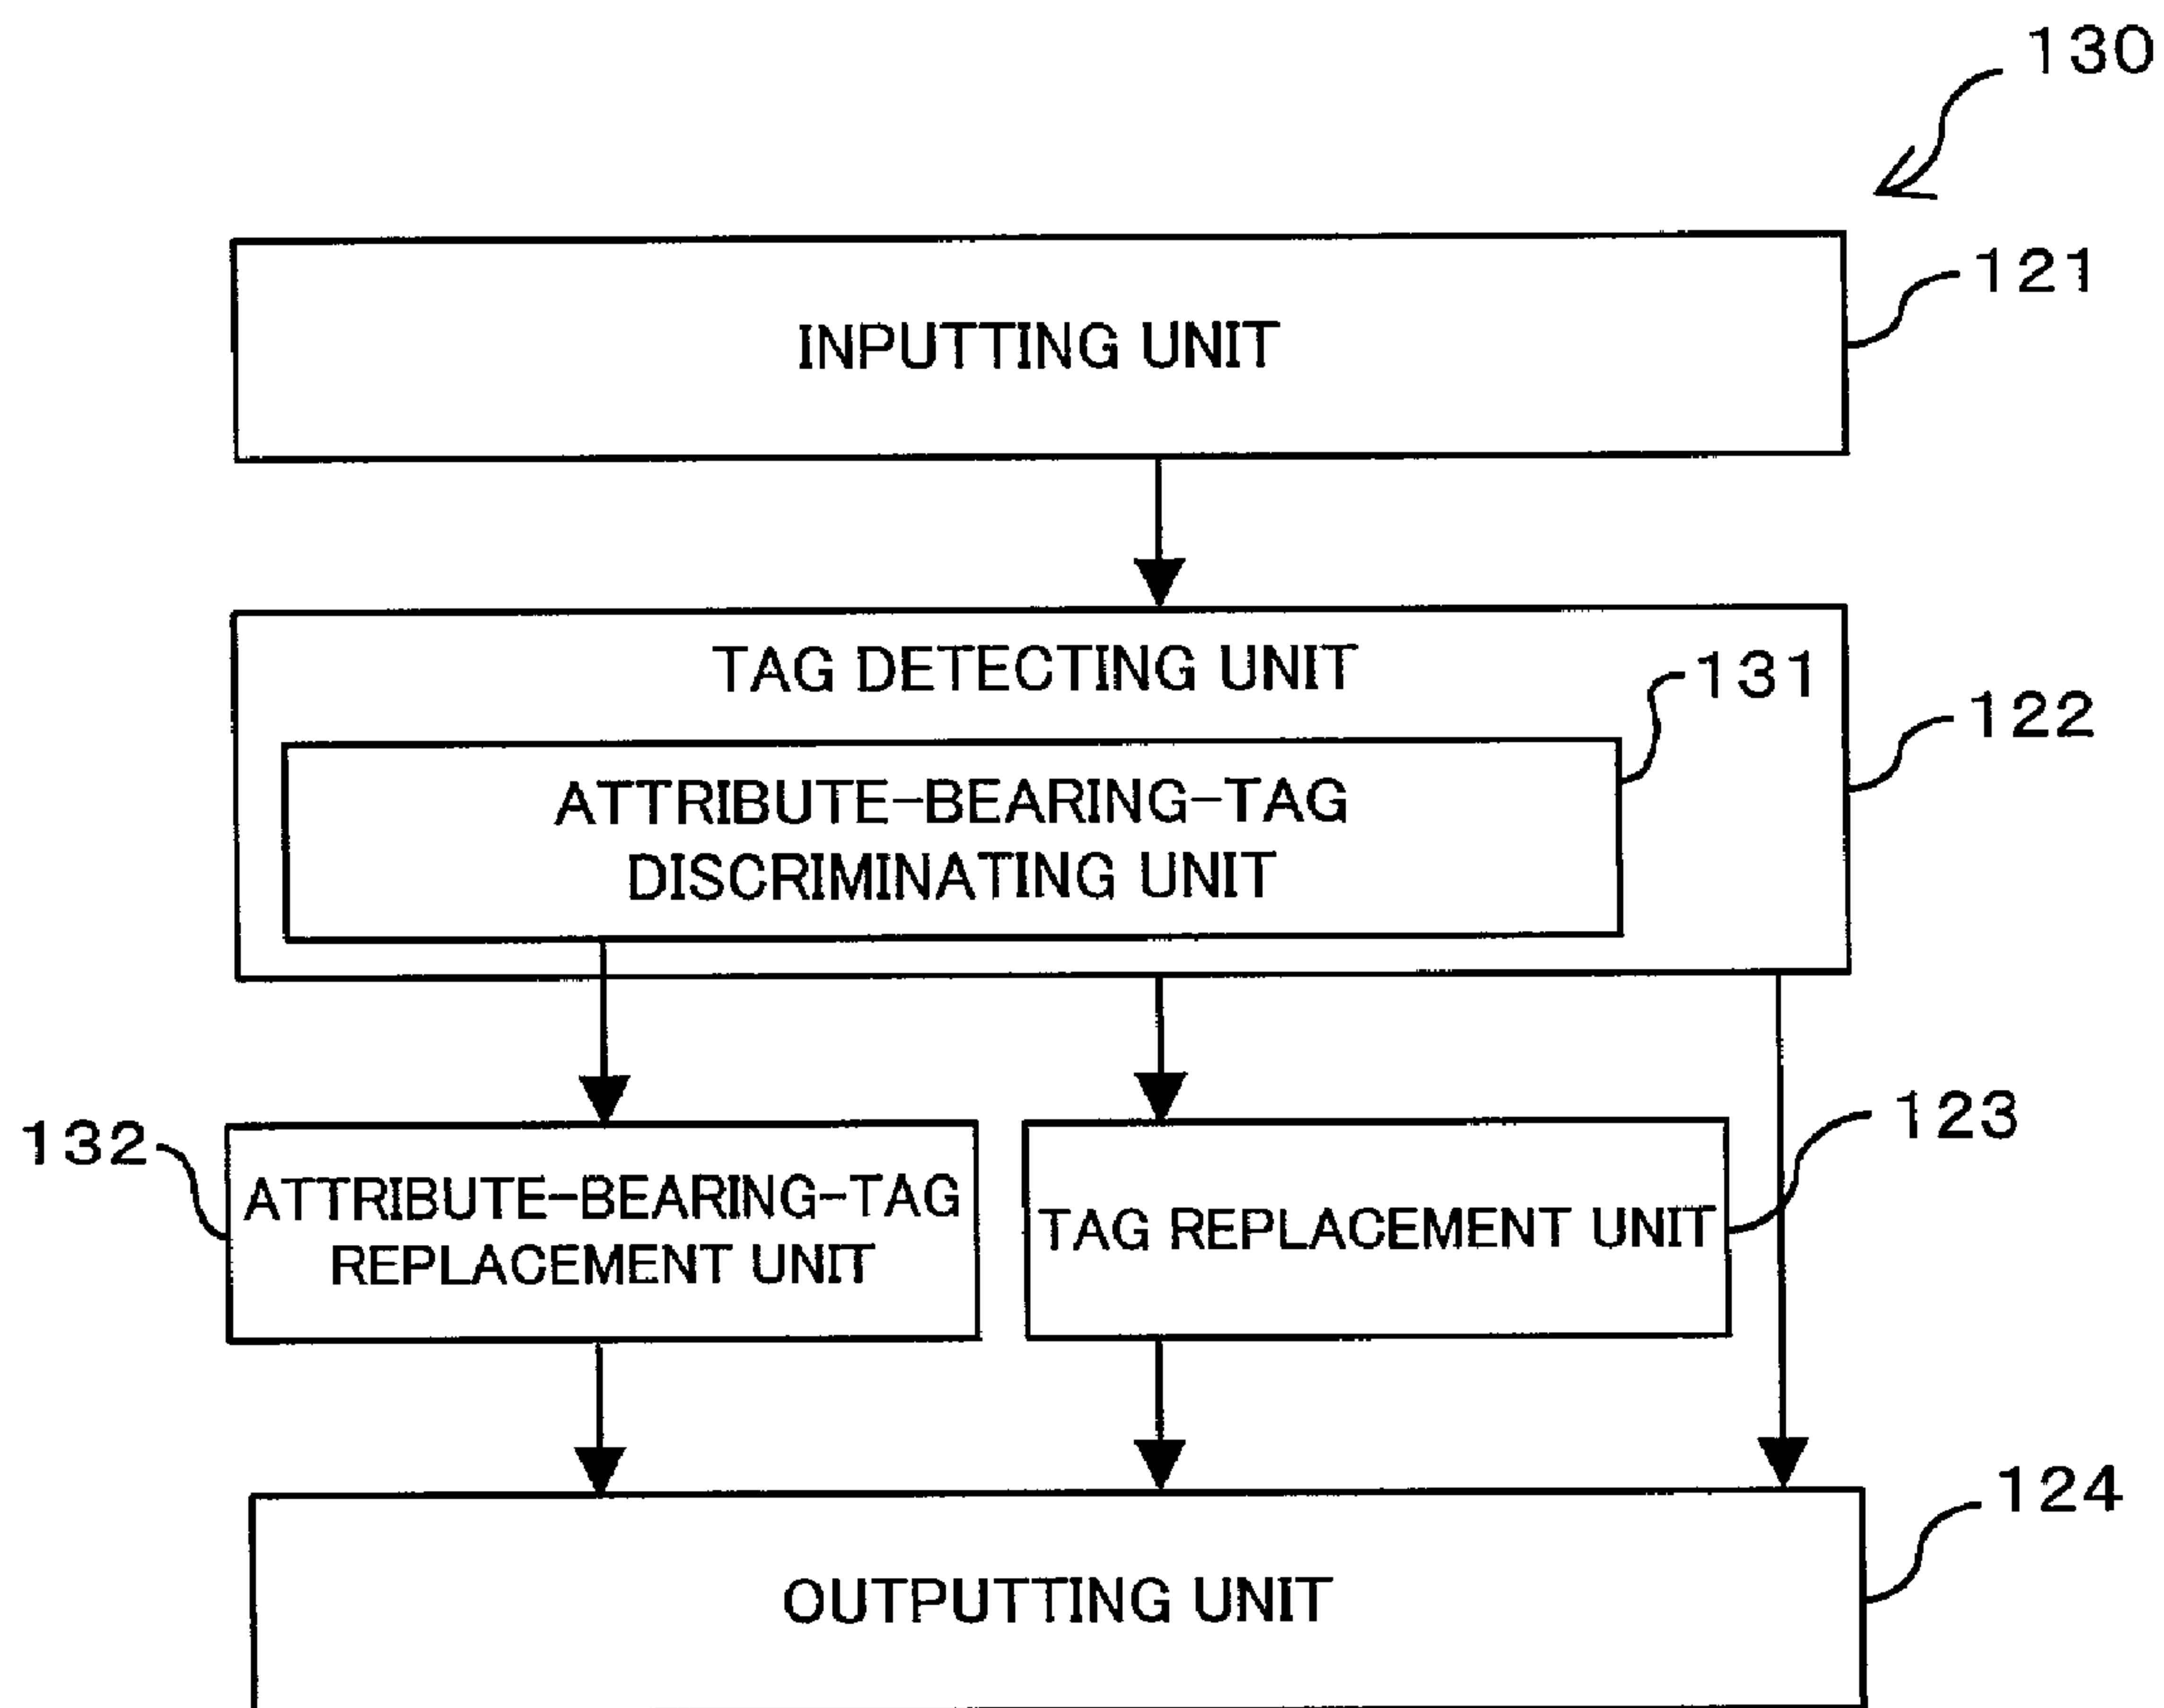 130
121
INPUTTING UNIT
TAG DETECTING UNIT
131
122
ATTRIBUTE-BEARING-TAG
DISCRIMINATING UNIT
132
123
ATTRIBUTE-BEARING-TAG
REPLACEMENT UNIT
TAG REPLACEMENT UNIT
124
OUTPUTTING UNIT